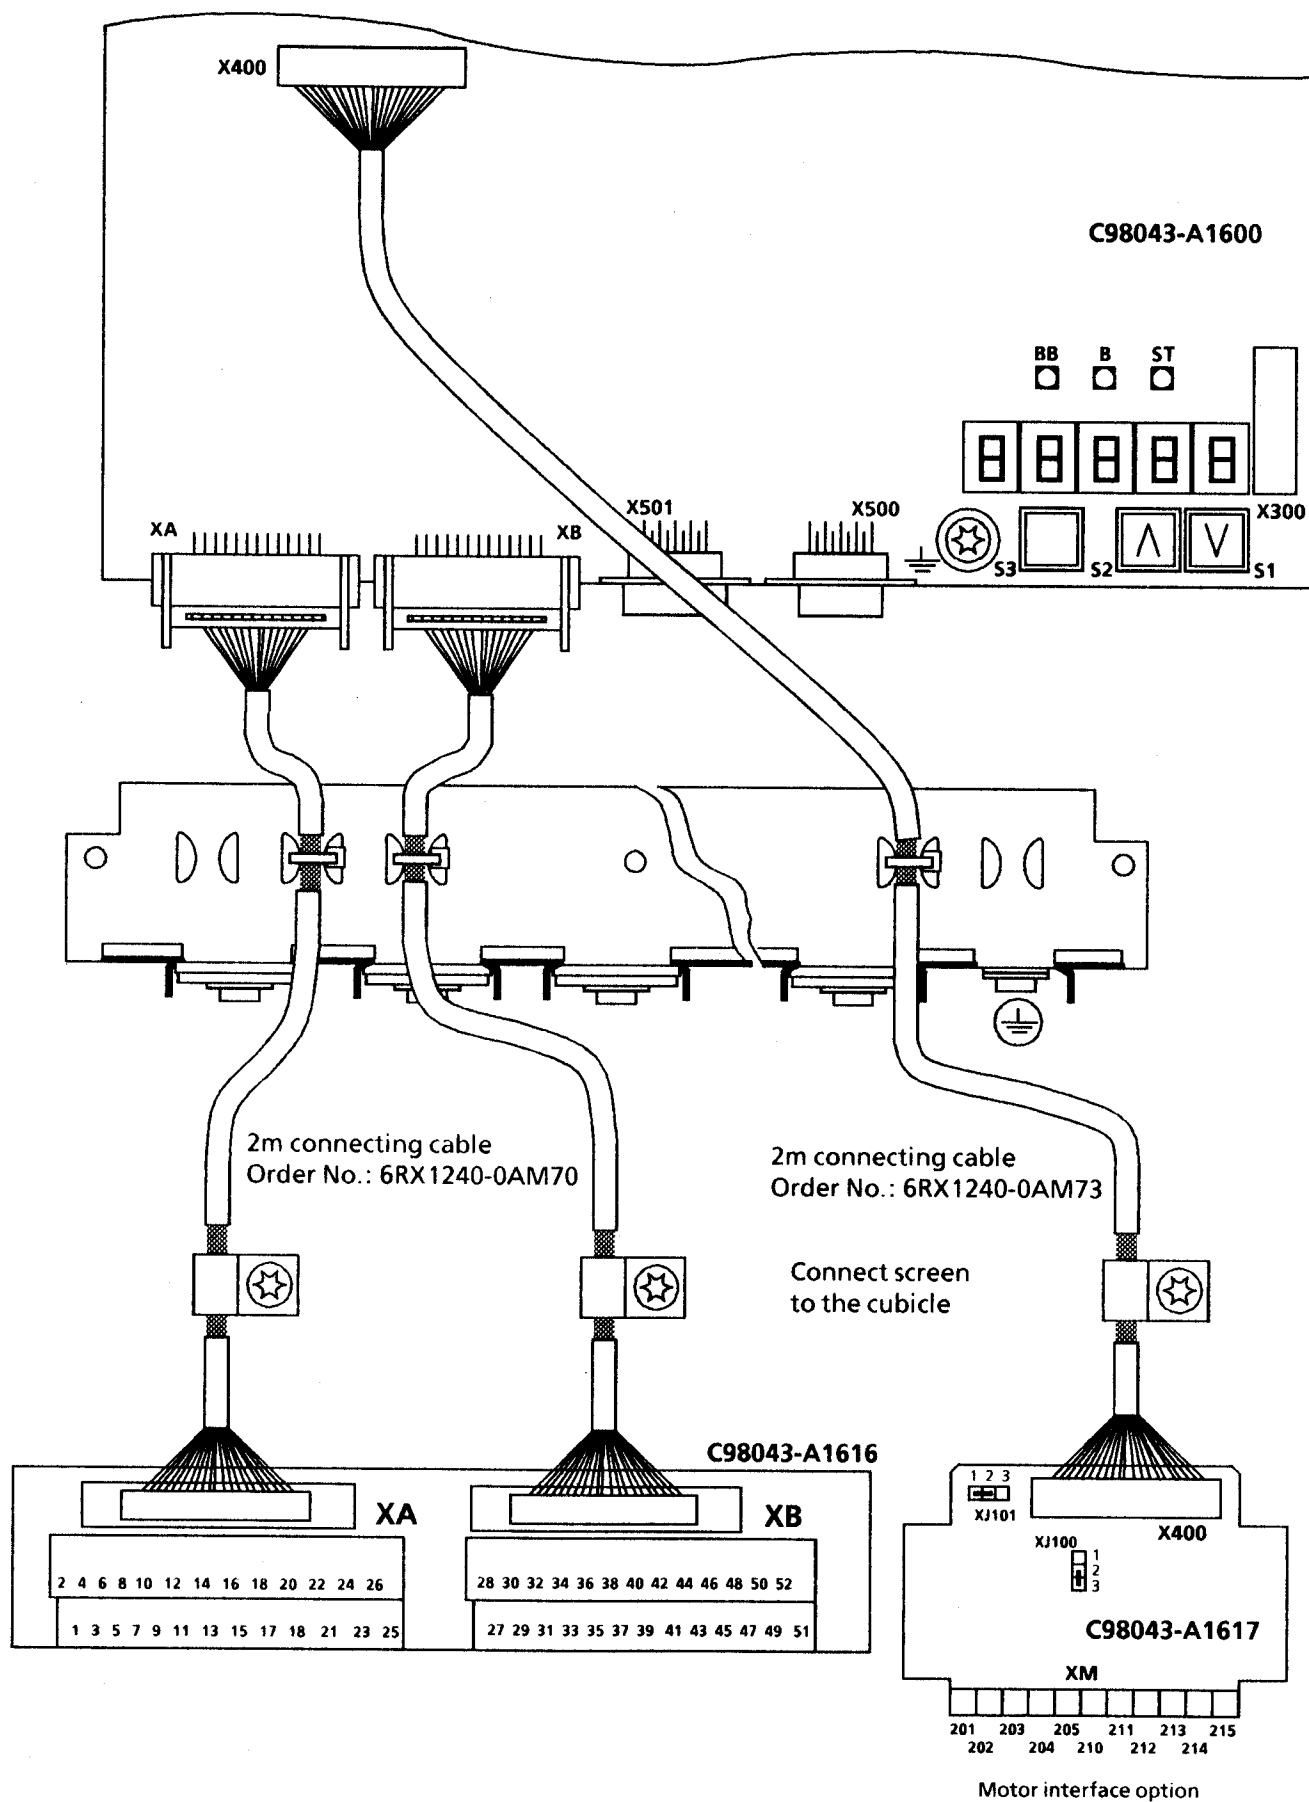 X400
C98043-A1600
BB B ST
XA
XB
X501
X500
X300
S3
S2
S1
2m connecting cable
Order No.: 6RX1240-0AM70
2m connecting cable
Order No.: 6RX1240-0AM73
Connect screen
to the cubicle
C98043-A1616
XA
XB
2 4 6 8 10 12 14 16 18 20 22 24 26
1 3 5 7 9 11 13 15 17 18 21 23 25
28 30 32 34 36 38 40 42 44 46 48 50 52
27 29 31 33 35 37 39 41 43 45 47 49 51
1 2 3
XJ101
X400
XJ100
1
2
3
C98043-A1617
XM
201 203 205 211 213 215
202 204 210 212 214
Motor interface option